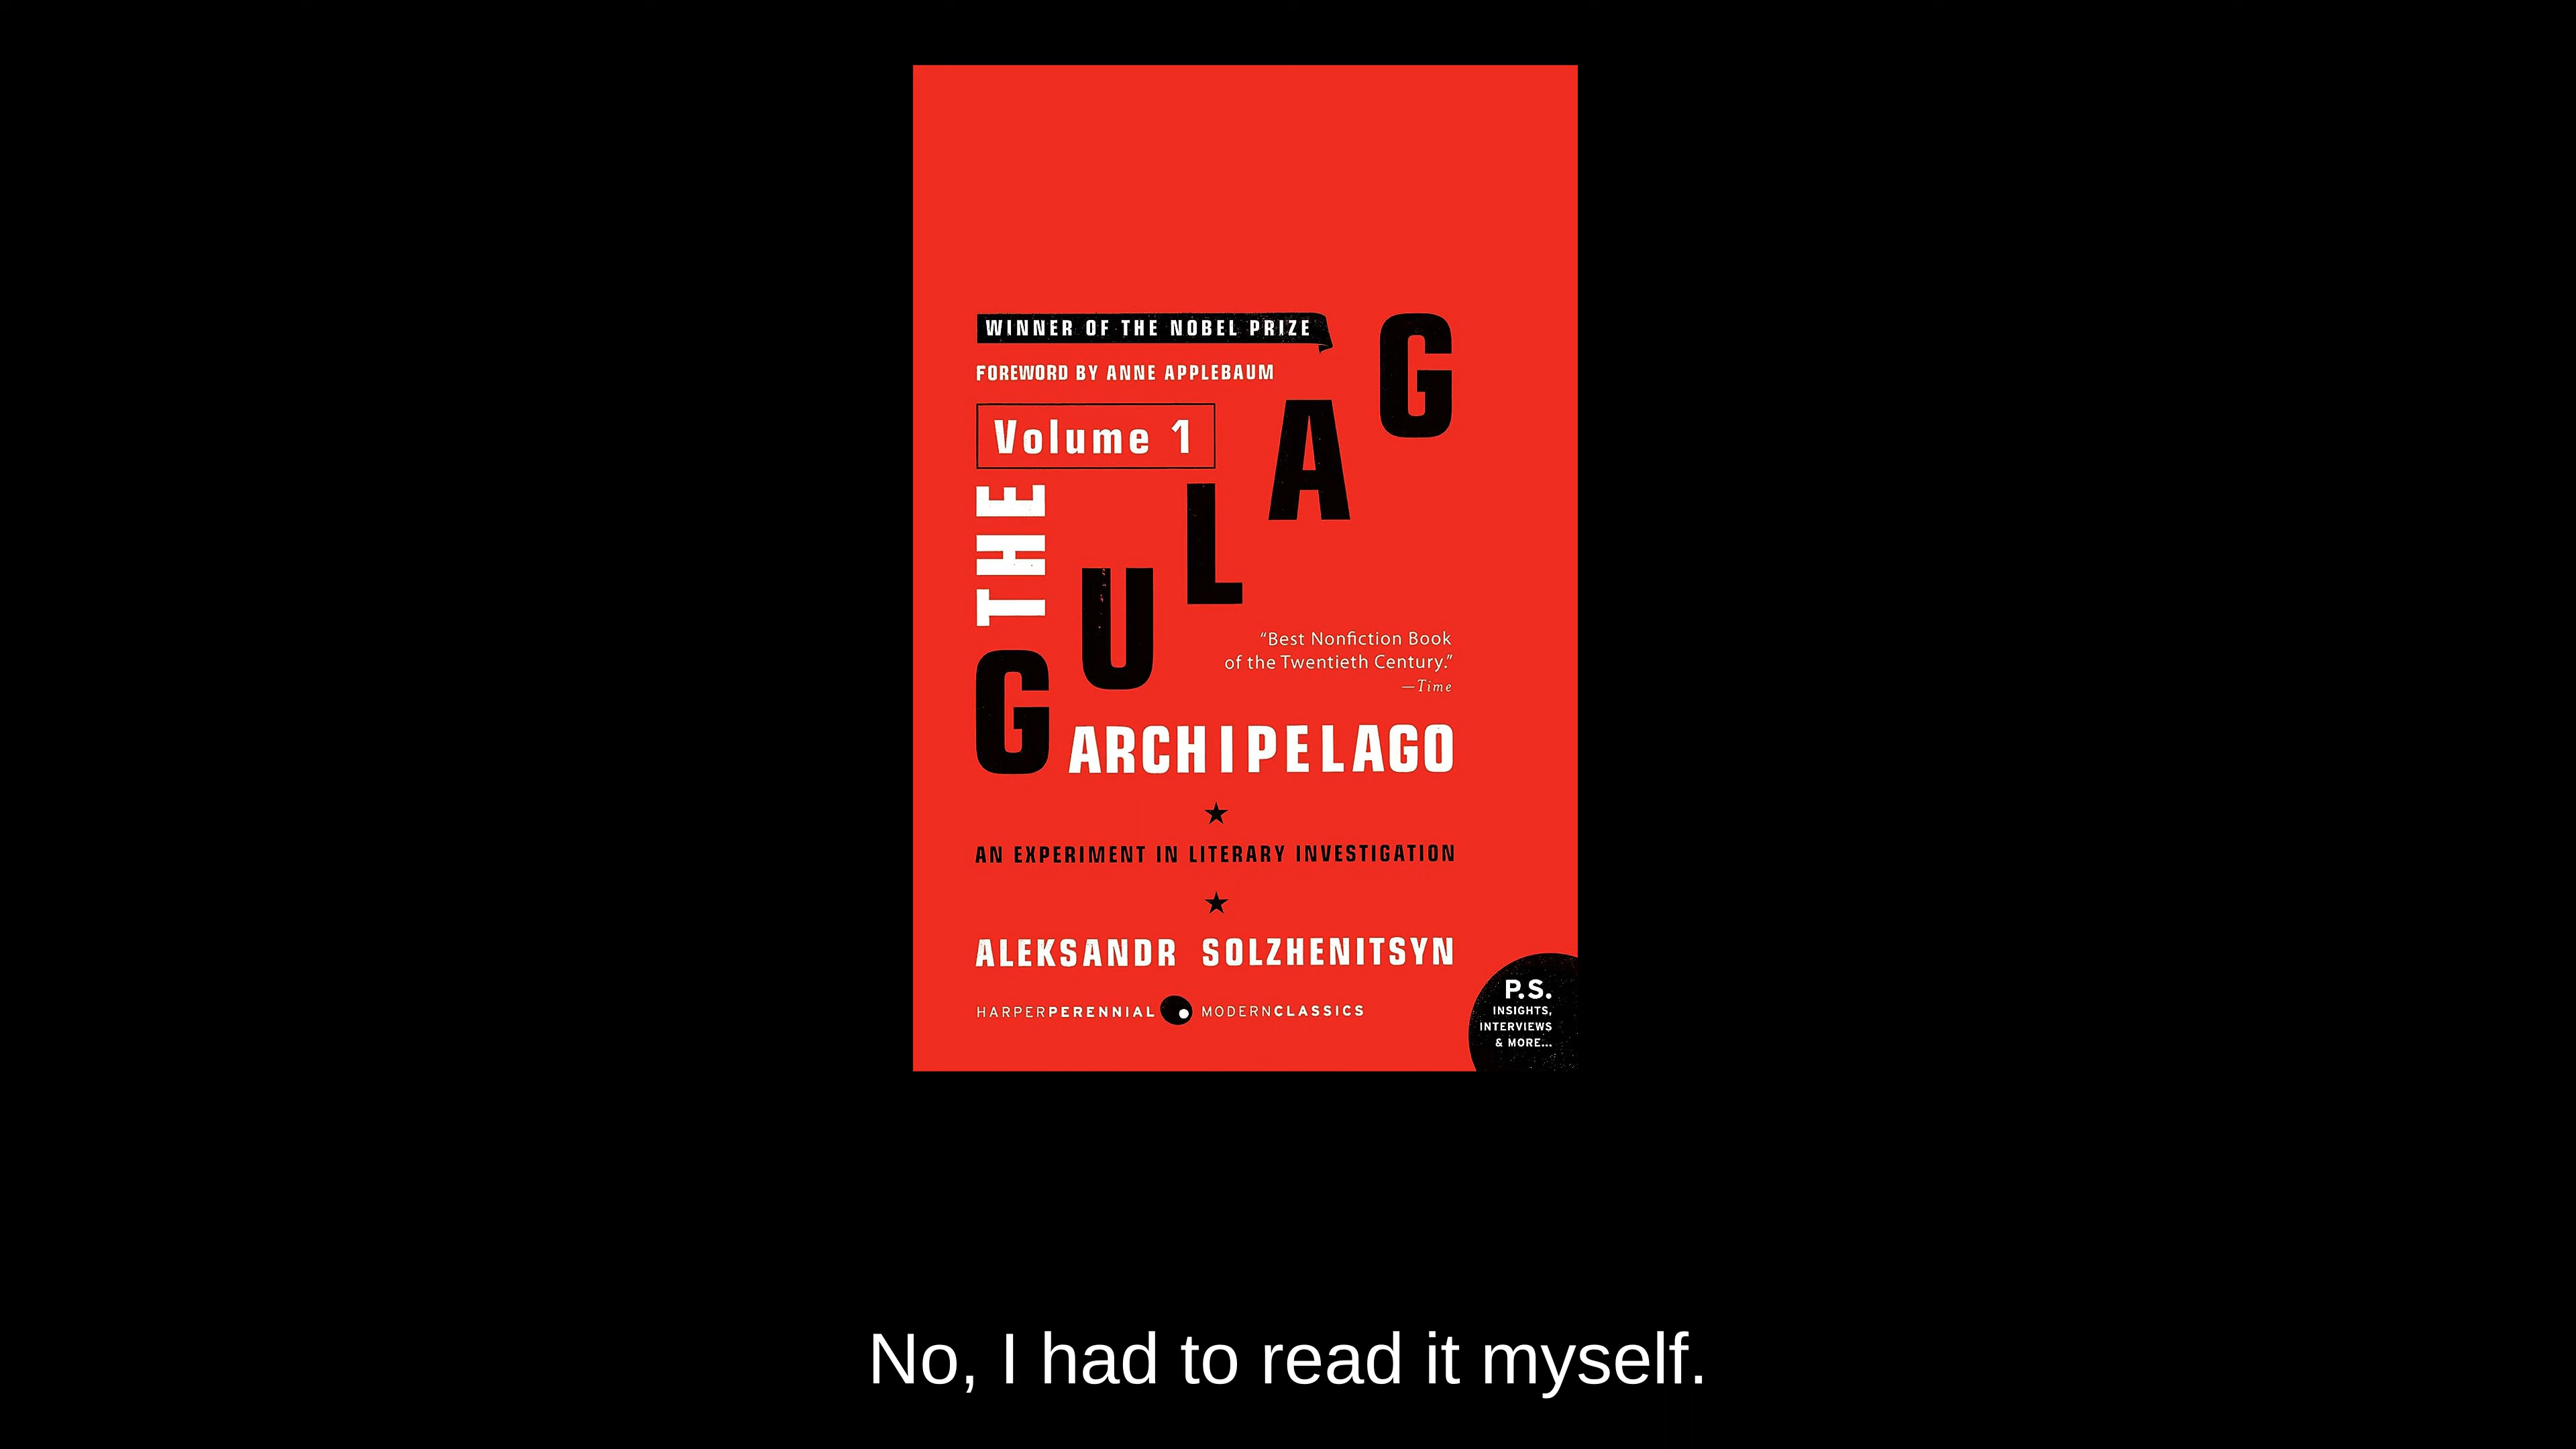 WINNER OF THE NOBEL PRIZE
FOREWORD BY ANNE APPLEBAUM
Volume 1
THE
GULAG
ARCHIPELAGO
"Best Nonfiction Book
of the Twentieth Century."
—Time
AN EXPERIMENT IN LITERARY INVESTIGATION
ALEKSANDR SOLZHENITSYN
HARPERPERENNIAL MODERNCLASSICS
P.S.
INSIGHTS,
INTERVIEWS
& MORE...
No, I had to read it myself.